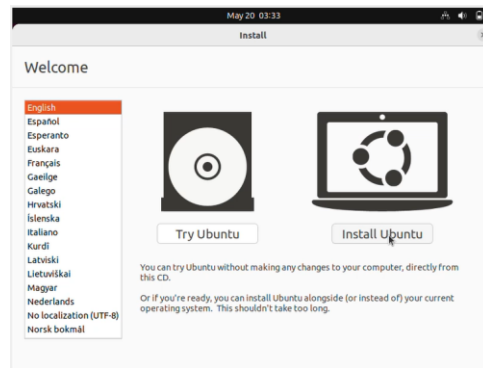 May 20 03:33
Install
Welcome
English
Español
Esperanto
Euskara
Français
Gaeilge
Galego
Hrvatski
Íslenska
Italiano
Kurdî
Latviski
Lietuviškai
Magyar
Nederlands
No localization (UTF-8)
Norsk bokmål
Try Ubuntu
Install Ubuntu
You can try Ubuntu without making any changes to your computer, directly from
this CD.
Or if you're ready, you can install Ubuntu alongside (or instead of) your current
operating system. This shouldn't take too long.